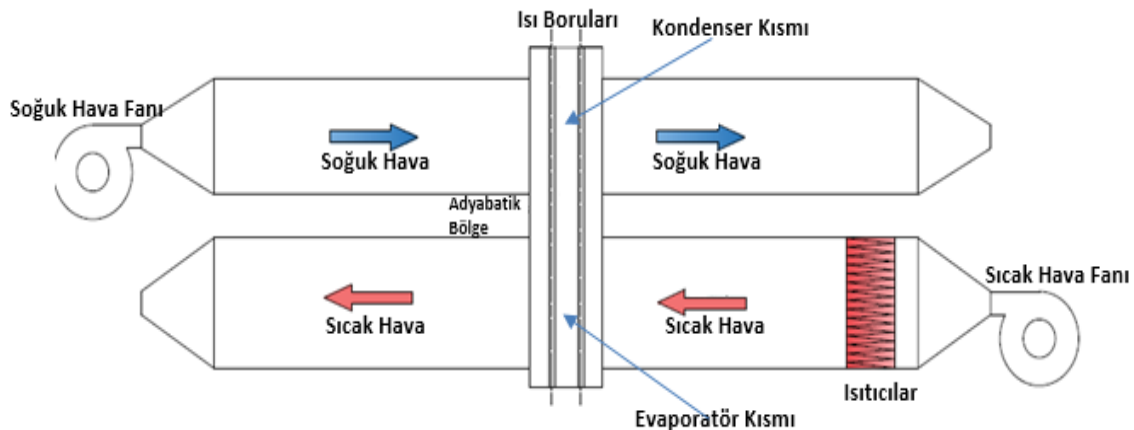 Isı Boruları
Kondenser Kısmı
Soğuk Hava Fanı
Soğuk Hava
Soğuk Hava
Adyabatik
Bölge
Sıcak Hava Fanı
Sıcak Hava
Sıcak Hava
Isıtıcılar
Evaporatör Kısmı